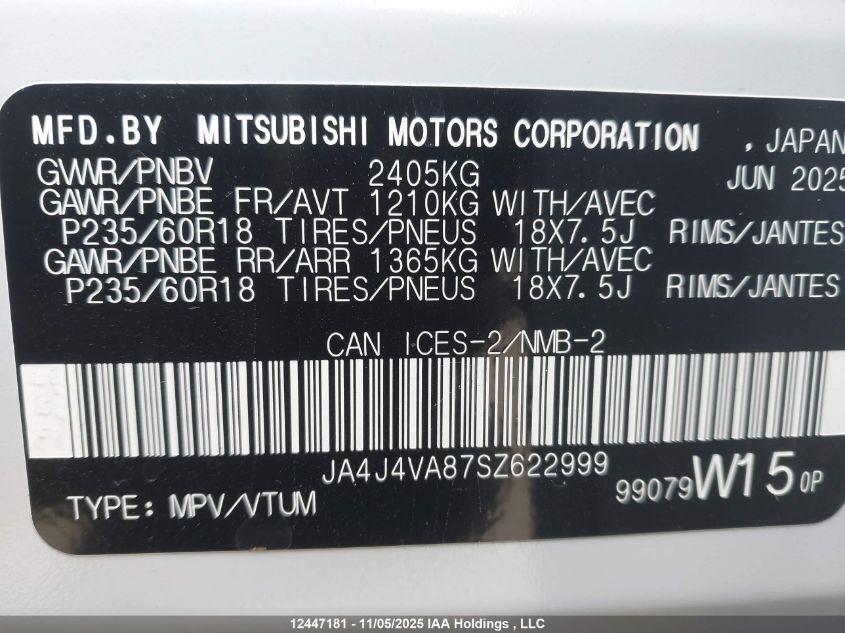 MFD.BY MITSUBISHI MOTORS CORPORATION , JAPAN
GVWR/PNBV 2405KG JUN 2025
GAWR/PNBE FR/AVT 1210KG WITH/AVEC
P235/60R18 TIRES/PNEUS 18X7.5J RIMS/JANTES
GAWR/PNBE RR/ARR 1365KG WITH/AVEC
P235/60R18 TIRES/PNEUS 18X7.5J RIMS/JANTES
CAN ICES-2/NMB-2
JA4J4VA87SZ622999
99079W15 0P
TYPE: MPV/VTUM
12447181 - 11/05/2025 IAA Holdings , LLC